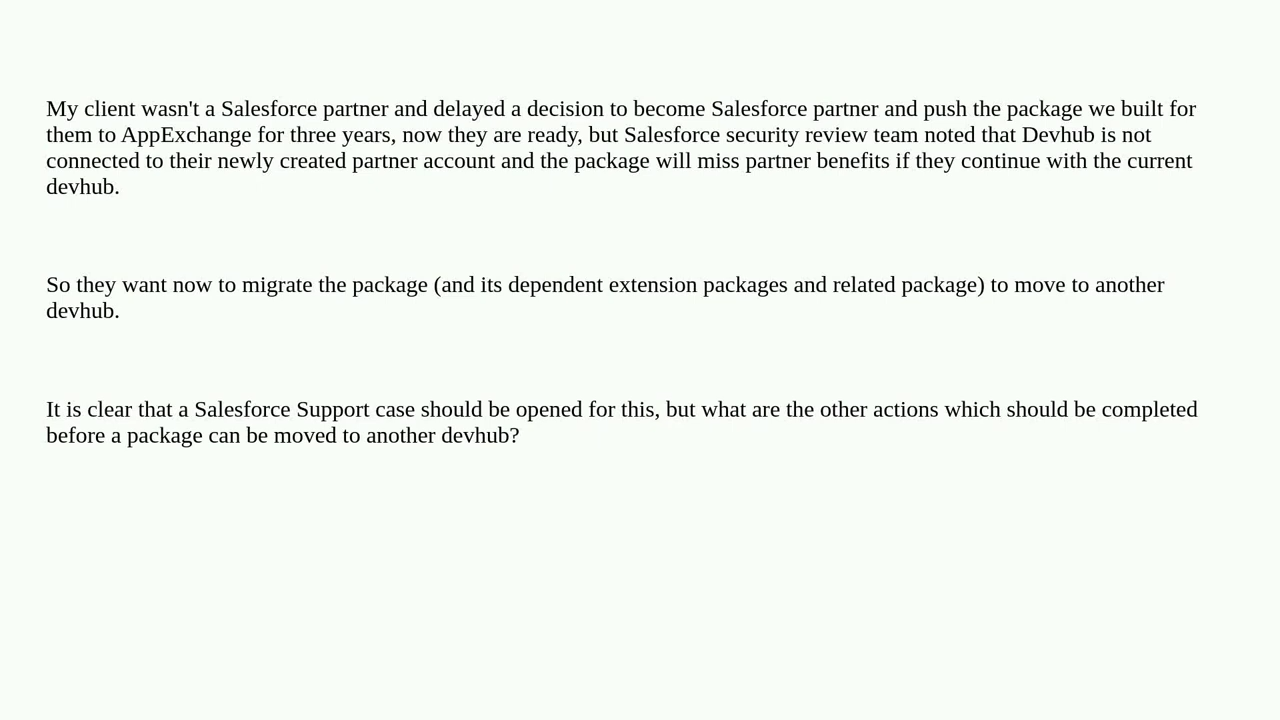 My client wasn't a Salesforce partner and delayed a decision to become Salesforce partner and push the package we built for
them to AppExchange for three years, now they are ready, but Salesforce security review team noted that Devhub is not
connected to their newly created partner account and the package will miss partner benefits if they continue with the current
devhub.
So they want now to migrate the package (and its dependent extension packages and related package) to move to another
devhub.
It is clear that a Salesforce Support case should be opened for this, but what are the other actions which should be completed
before a package can be moved to another devhub?